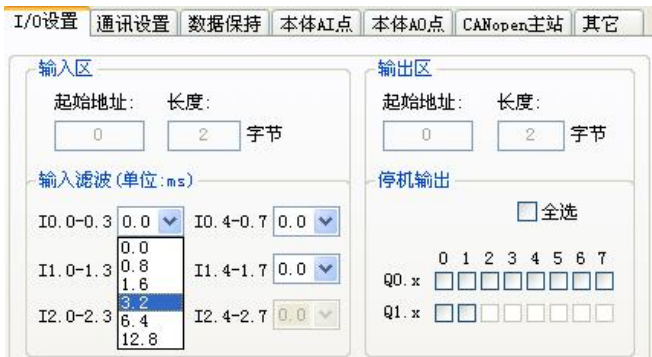 I/O设置 通讯设置 数据保持 本体AI点 本体AO点 CANopen主站 其它
输入区
起始地址: 长度:
0 2 字节
输出区
起始地址: 长度:
0 2 字节
输入滤波(单位:ms)
I0.0-0.3 0.0 I0.4-0.7 0.0
0.0
0.8
1.6
3.2
6.4
12.8
I1.0-1.3 I1.4-1.7 0.0
I2.0-2.3 I2.4-2.7 0.0
停机输出
全选
0 1 2 3 4 5 6 7
Q0.x
Q1.x